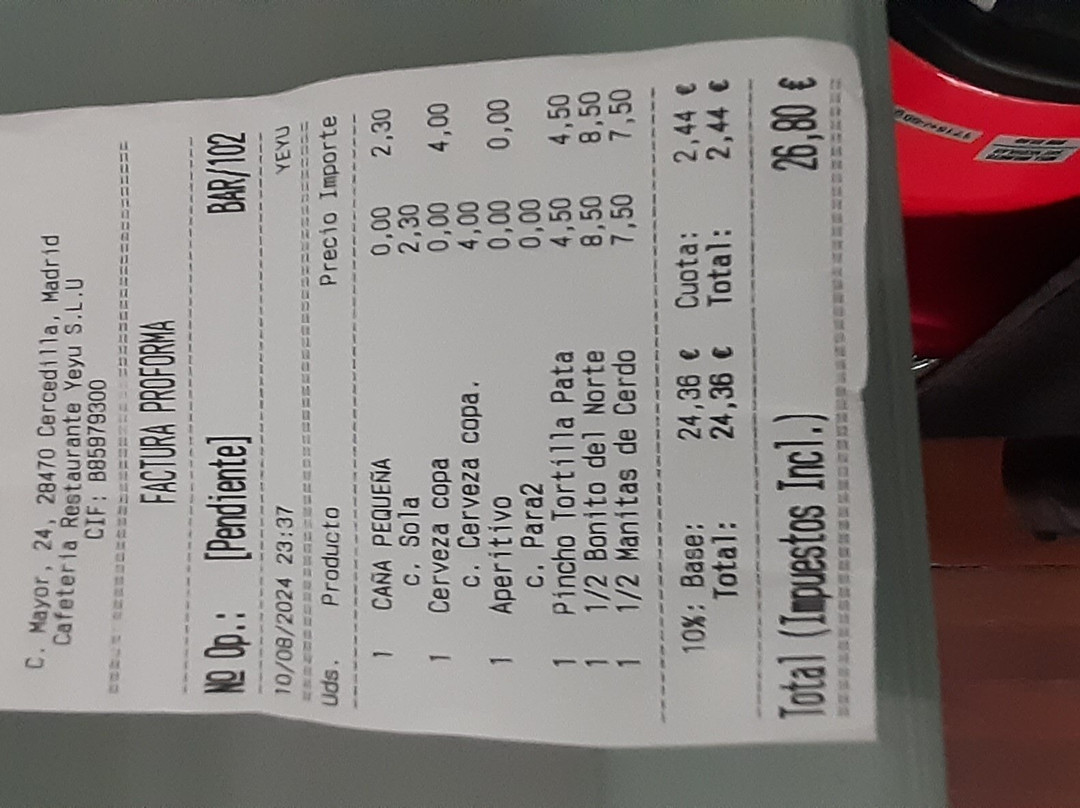 C. Mayor, 24, 28470 Cercedilla, Madrid
Cafetería Restaurante Yeyu S.L.U
CIF: B85979300
FACTURA PROFORMA
Nº Op.: [Pendiente] BAR/102
10/08/2024 23:37 YEYU
Uds. Producto Precio Importe
1 CAÑA PEQUEÑA 0,00 2,30
C. Sola 2,30
1 Cerveza copa 0,00 4,00
C. Cerveza copa. 4,00
1 Aperitivo 0,00 0,00
C. Para2 0,00
1 Pincho Tortilla Pata 4,50 4,50
1 1/2 Bonito del Norte 8,50 8,50
1 1/2 Manitas de Cerdo 7,50 7,50
10%: Base: 24,36 € Cuota: 2,44 €
Total: 24,36 € Total: 2,44 €
Total (Impuestos Incl.) 26,80 €